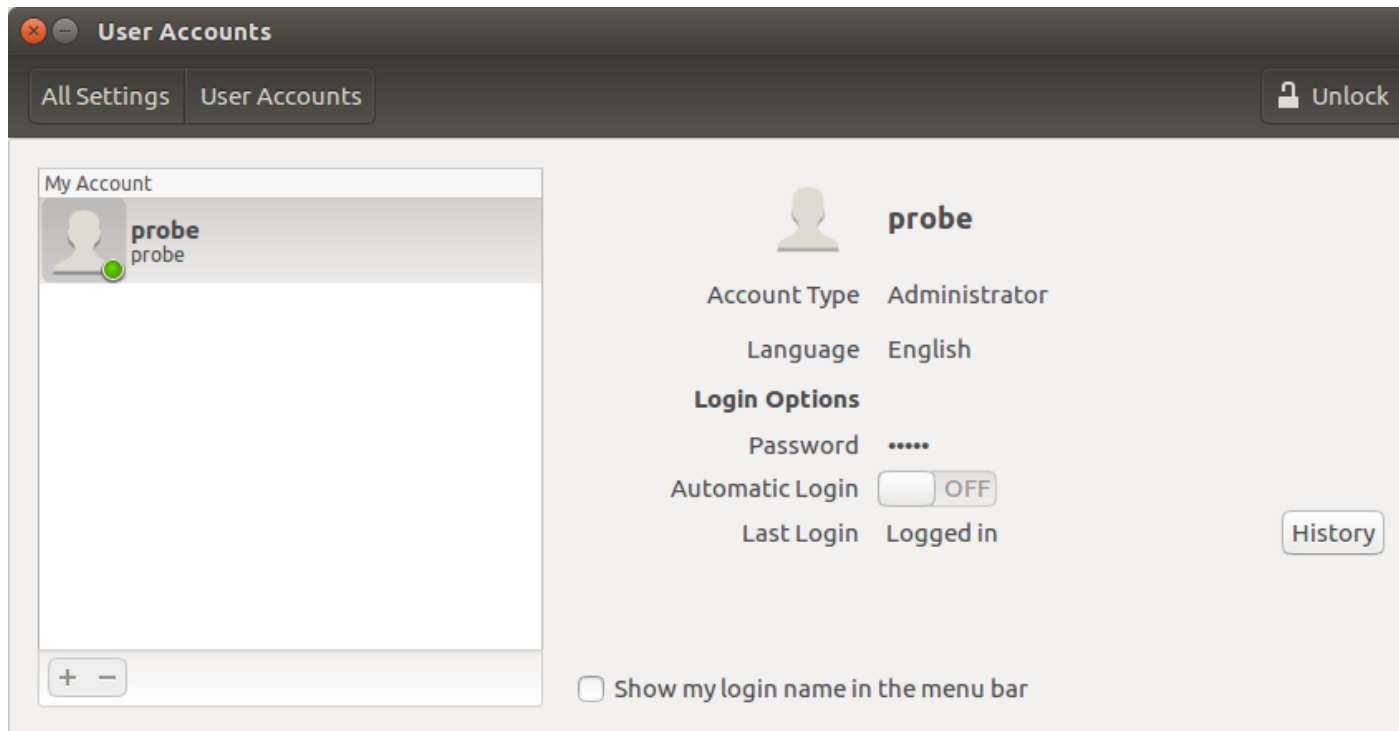 User Accounts
All Settings User Accounts Unlock
My Account
probe
probe
probe
Account Type Administrator
Language English
Login Options
Password •••••
Automatic Login OFF
Last Login Logged in History
+ −
Show my login name in the menu bar